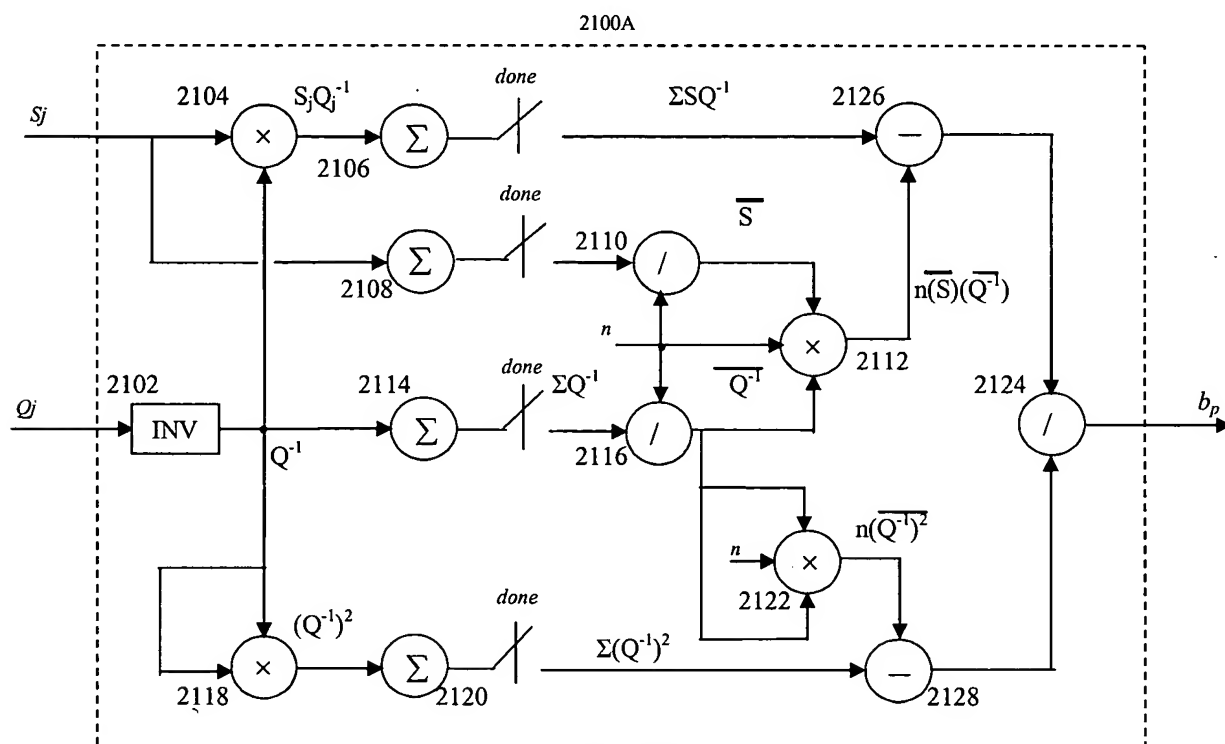 2100A
done
2104
SjQj⁻¹
ΣSQ⁻¹
2126
Sj
×
Σ
−
2106
done
S̅
2110
Σ
/
2108
n(S̅)(Q̅⁻̅¹̅)
n
×
2112
done
2102
2114
ΣQ⁻¹
Q̅⁻̅¹̅
2124
Qj
INV
Σ
/
/
bp
Q⁻¹
2116
n(Q̅⁻̅¹̅)̅²̅
n
×
2122
done
(Q⁻¹)²
Σ(Q⁻¹)²
×
Σ
−
2118
2120
2128